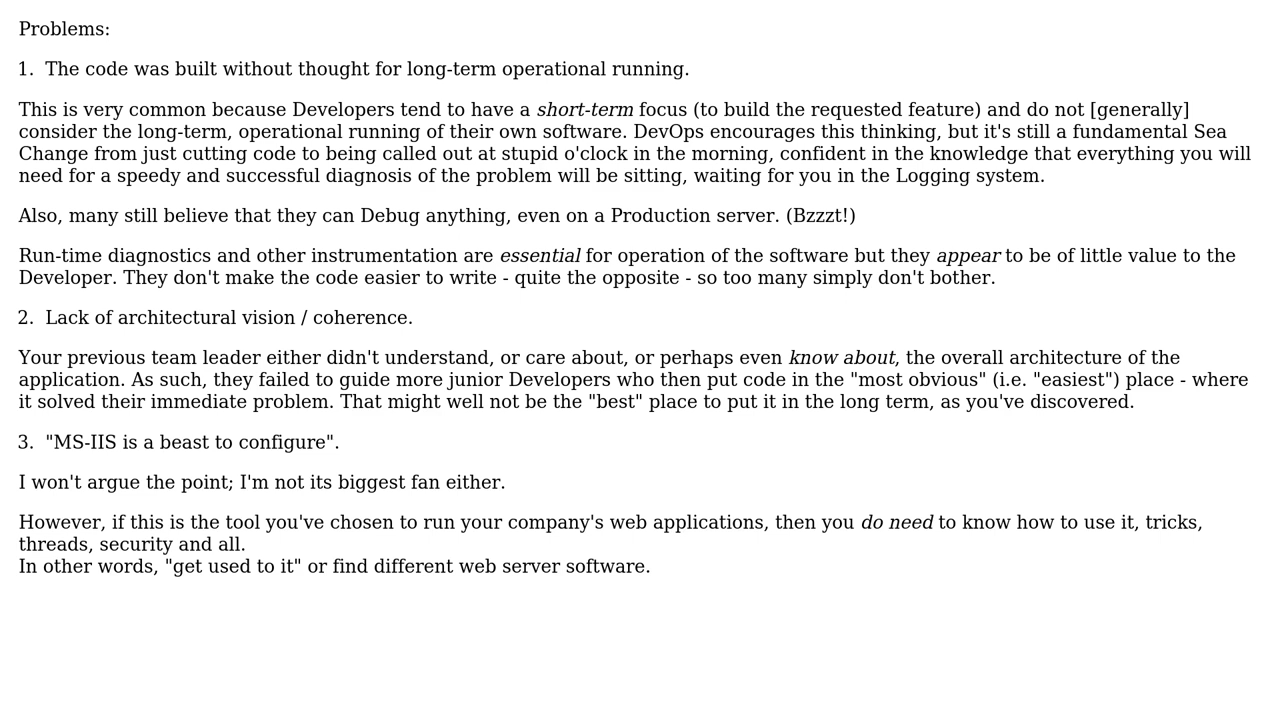 Problems:
1. The code was built without thought for long-term operational running.
This is very common because Developers tend to have a short-term focus (to build the requested feature) and do not [generally]
consider the long-term, operational running of their own software. DevOps encourages this thinking, but it's still a fundamental Sea
Change from just cutting code to being called out at stupid o'clock in the morning, confident in the knowledge that everything you will
need for a speedy and successful diagnosis of the problem will be sitting, waiting for you in the Logging system.
Also, many still believe that they can Debug anything, even on a Production server. (Bzzzt!)
Run-time diagnostics and other instrumentation are essential for operation of the software but they appear to be of little value to the
Developer. They don't make the code easier to write - quite the opposite - so too many simply don't bother.
2. Lack of architectural vision / coherence.
Your previous team leader either didn't understand, or care about, or perhaps even know about, the overall architecture of the
application. As such, they failed to guide more junior Developers who then put code in the "most obvious" (i.e. "easiest") place - where
it solved their immediate problem. That might well not be the "best" place to put it in the long term, as you've discovered.
3. "MS-IIS is a beast to configure".
I won't argue the point; I'm not its biggest fan either.
However, if this is the tool you've chosen to run your company's web applications, then you do need to know how to use it, tricks,
threads, security and all.
In other words, "get used to it" or find different web server software.